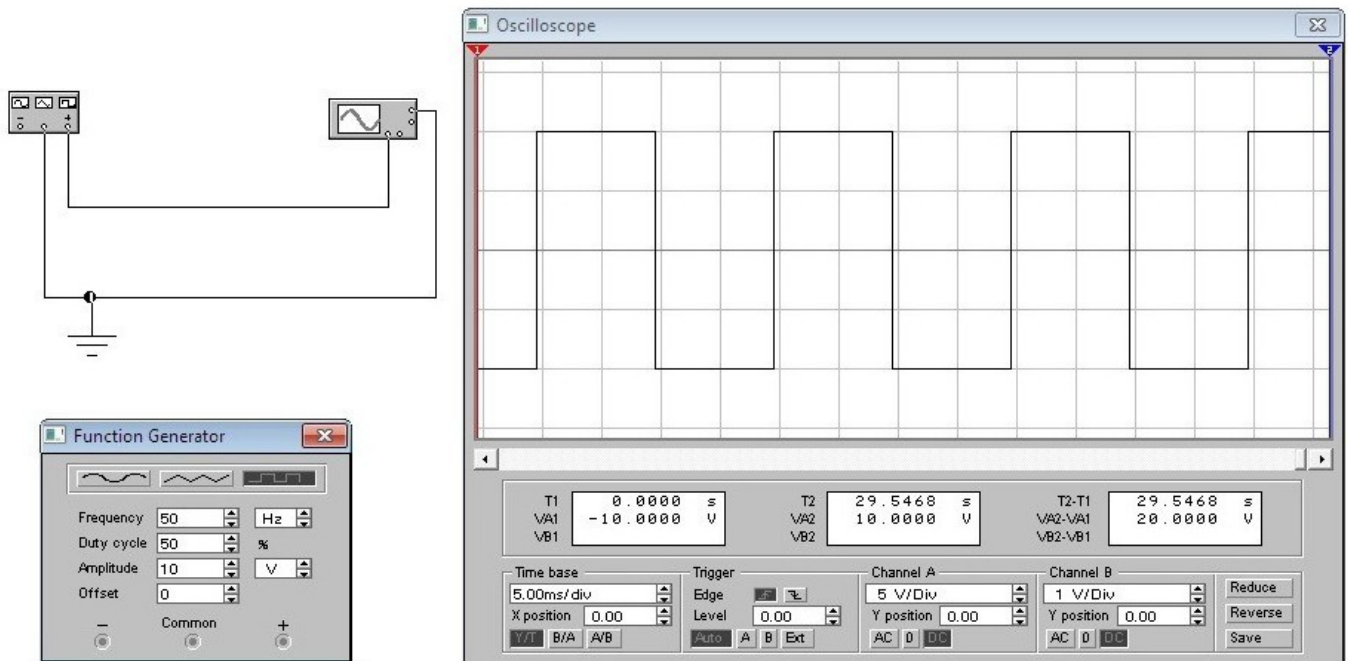 Oscilloscope
1
2
- +
Function Generator
Frequency 50 Hz
Duty cycle 50 %
Amplitude 10 V
Offset 0
- Common +
T1 0.0000 s
VA1 -10.0000 V
VB1
T2 29.5468 s
VA2 10.0000 V
VB2
T2-T1 29.5468 s
VA2-VA1 20.0000 V
VB2-VB1
Time base
5.00ms/div
X position 0.00
Y/T B/A A/B
Trigger
Edge
Level 0.00
Auto A B Ext
Channel A
5 V/Div
Y position 0.00
AC 0 DC
Channel B
1 V/Div
Y position 0.00
AC 0 DC
Reduce
Reverse
Save